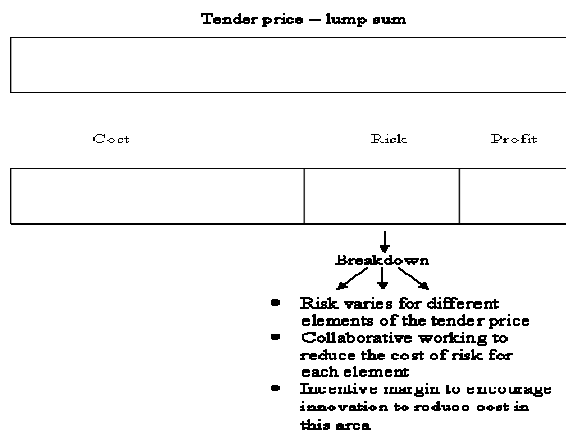 Tender price – lump sum
Cost Risk Profit
Breakdown
• Risk varies for different
elements of the tender price
• Collaborative working to
reduce the cost of risk for
each element
• Incentive margin to encourage
innovation to reduce cost in
this area